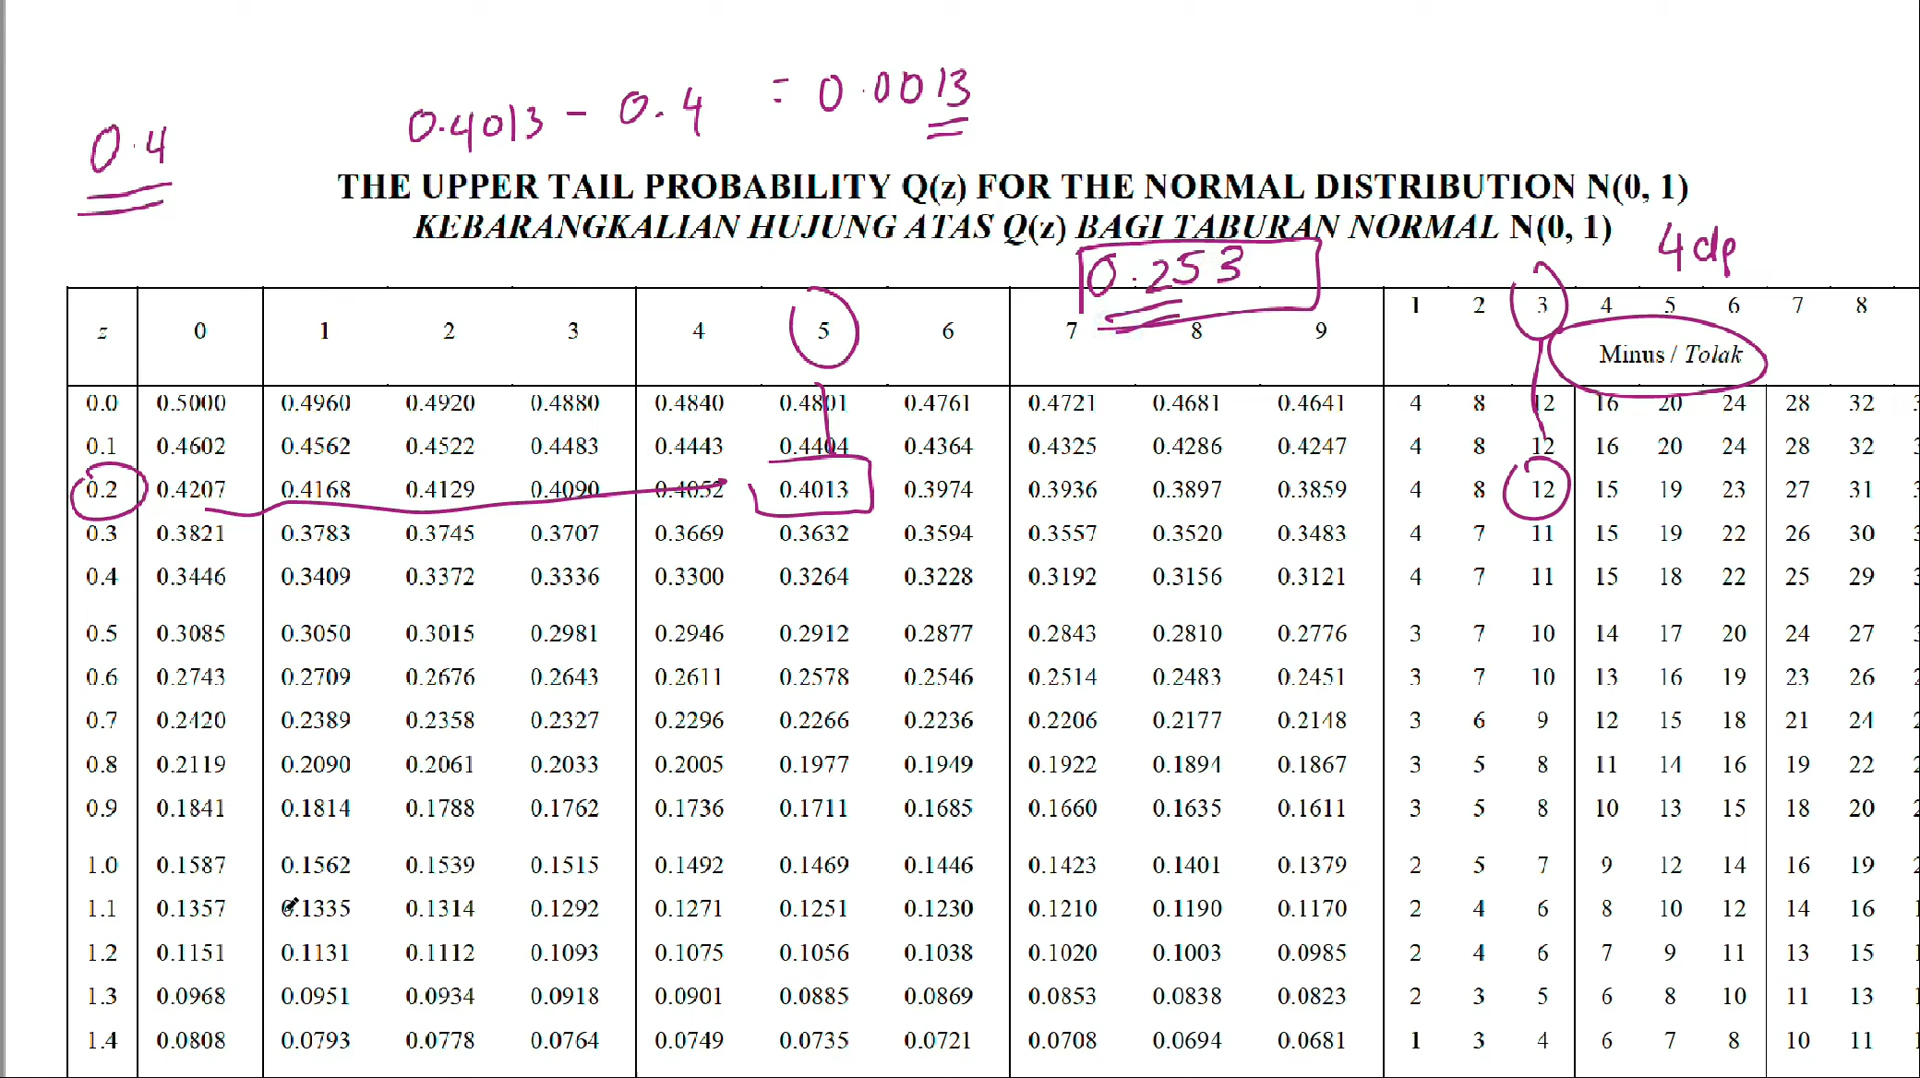 0.4 0.4013 - 0.4 = 0.0013
THE UPPER TAIL PROBABILITY Q(z) FOR THE NORMAL DISTRIBUTION N(0, 1)
KEBARANGKALIAN HUJUNG ATAS Q(z) BAGI TABURAN NORMAL N(0, 1)
0.253 4dp
z 0 1 2 3 4 5 6 7 8 9 1 2 3 4 5 6 7 8
Minus / Tolak
0.0 0.5000 0.4960 0.4920 0.4880 0.4840 0.4801 0.4761 0.4721 0.4681 0.4641 4 8 12 16 20 24 28 32
0.1 0.4602 0.4562 0.4522 0.4483 0.4443 0.4404 0.4364 0.4325 0.4286 0.4247 4 8 12 16 20 24 28 32
0.2 0.4207 0.4168 0.4129 0.4090 0.4052 0.4013 0.3974 0.3936 0.3897 0.3859 4 8 12 15 19 23 27 31
0.3 0.3821 0.3783 0.3745 0.3707 0.3669 0.3632 0.3594 0.3557 0.3520 0.3483 4 7 11 15 19 22 26 30
0.4 0.3446 0.3409 0.3372 0.3336 0.3300 0.3264 0.3228 0.3192 0.3156 0.3121 4 7 11 15 18 22 25 29
0.5 0.3085 0.3050 0.3015 0.2981 0.2946 0.2912 0.2877 0.2843 0.2810 0.2776 3 7 10 14 17 20 24 27
0.6 0.2743 0.2709 0.2676 0.2643 0.2611 0.2578 0.2546 0.2514 0.2483 0.2451 3 7 10 13 16 19 23 26
0.7 0.2420 0.2389 0.2358 0.2327 0.2296 0.2266 0.2236 0.2206 0.2177 0.2148 3 6 9 12 15 18 21 24
0.8 0.2119 0.2090 0.2061 0.2033 0.2005 0.1977 0.1949 0.1922 0.1894 0.1867 3 5 8 11 14 16 19 22
0.9 0.1841 0.1814 0.1788 0.1762 0.1736 0.1711 0.1685 0.1660 0.1635 0.1611 3 5 8 10 13 15 18 20
1.0 0.1587 0.1562 0.1539 0.1515 0.1492 0.1469 0.1446 0.1423 0.1401 0.1379 2 5 7 9 12 14 16 19
1.1 0.1357 0.1335 0.1314 0.1292 0.1271 0.1251 0.1230 0.1210 0.1190 0.1170 2 4 6 8 10 12 14 16
1.2 0.1151 0.1131 0.1112 0.1093 0.1075 0.1056 0.1038 0.1020 0.1003 0.0985 2 4 6 7 9 11 13 15
1.3 0.0968 0.0951 0.0934 0.0918 0.0901 0.0885 0.0869 0.0853 0.0838 0.0823 2 3 5 6 8 10 11 13
1.4 0.0808 0.0793 0.0778 0.0764 0.0749 0.0735 0.0721 0.0708 0.0694 0.0681 1 3 4 6 7 8 10 11